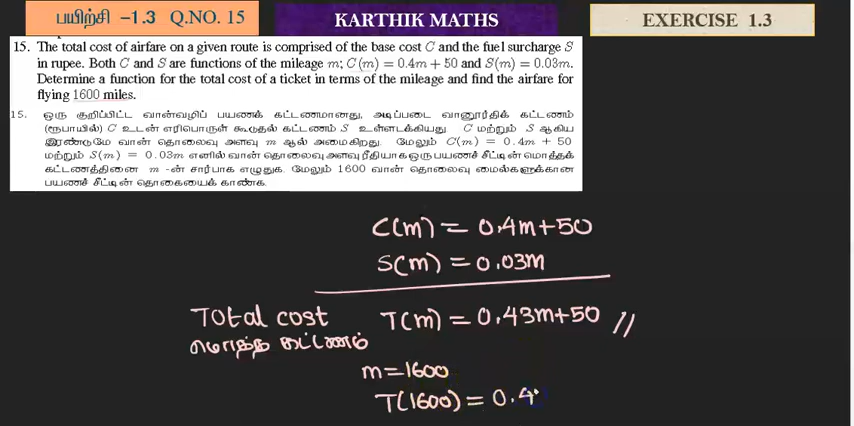 பயிற்சி –1.3 Q.NO. 15
KARTHIK MATHS
EXERCISE 1.3
15. The total cost of airfare on a given route is comprised of the base cost C and the fuel surcharge S
in rupee. Both C and S are functions of the mileage m; C(m) = 0.4m + 50 and S(m) = 0.03m.
Determine a function for the total cost of a ticket in terms of the mileage and find the airfare for
flying 1600 miles.
15. ஒரு குறிப்பிட்ட வான்வழிப் பயணக் கட்டணமானது, அடிப்படை வானூர்திக் கட்டணம்
(ரூபாயில்) C உடன் எரிபொருள் கூடுதல் கட்டணம் S உள்ளடக்கியது C மற்றும் S ஆகிய
இரண்டுமே வான் தொலைவு அளவு m ஆல் அமைகிறது. மேலும் C(m) = 0.4m + 50
மற்றும் S(m) = 0.03m எனில் வான் தொலைவு அளவு ரீதியாக ஒரு பயணச் சீட்டின் மொத்தக்
கட்டணத்தினை m -ன் சார்பாக எழுதுக. மேலும் 1600 வான் தொலைவு மைல்களுக்கான
பயணச் சீட்டின் தொகையைக் காண்க.
C(m) = 0.4m+50
S(m) = 0.03m
Total cost T(m) = 0.43m+50 //
மொத்த கட்டணம்
m=1600
T(1600) = 0.4